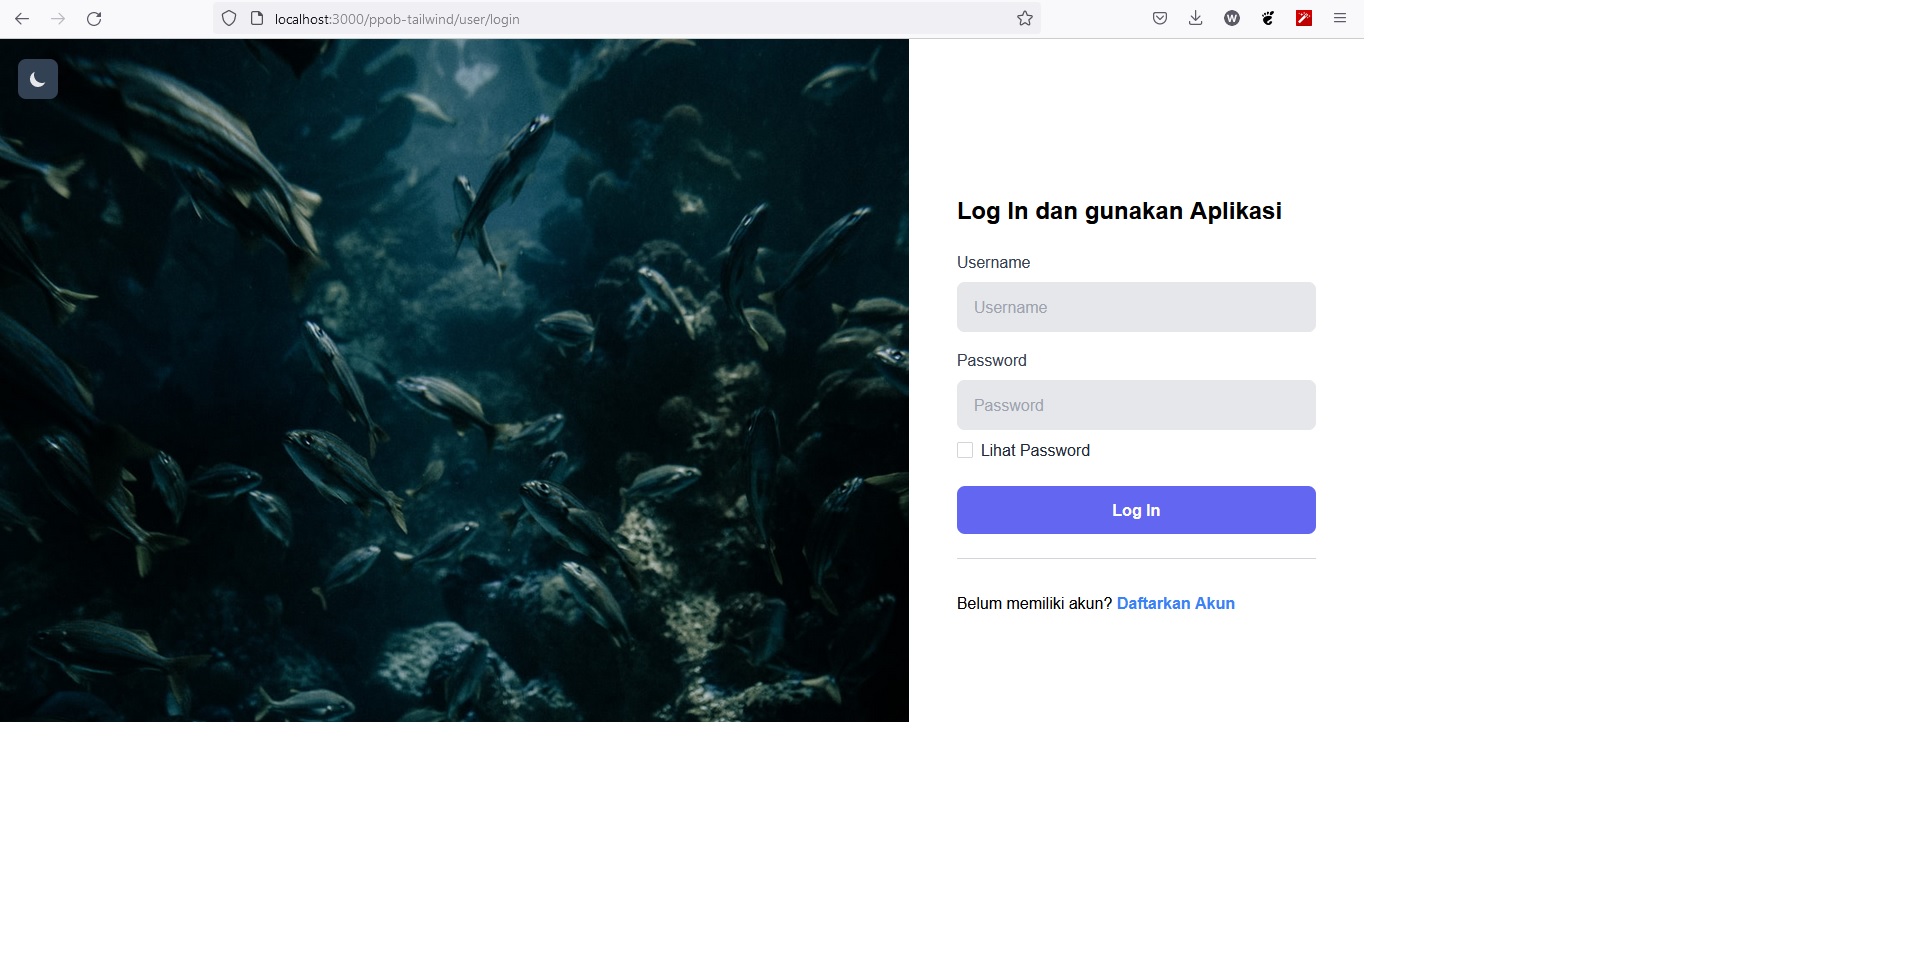 localhost:3000/ppob-tailwind/user/login
W
Log In dan gunakan Aplikasi
Username
Username
Password
Password
Lihat Password
Log In
Belum memiliki akun? Daftarkan Akun